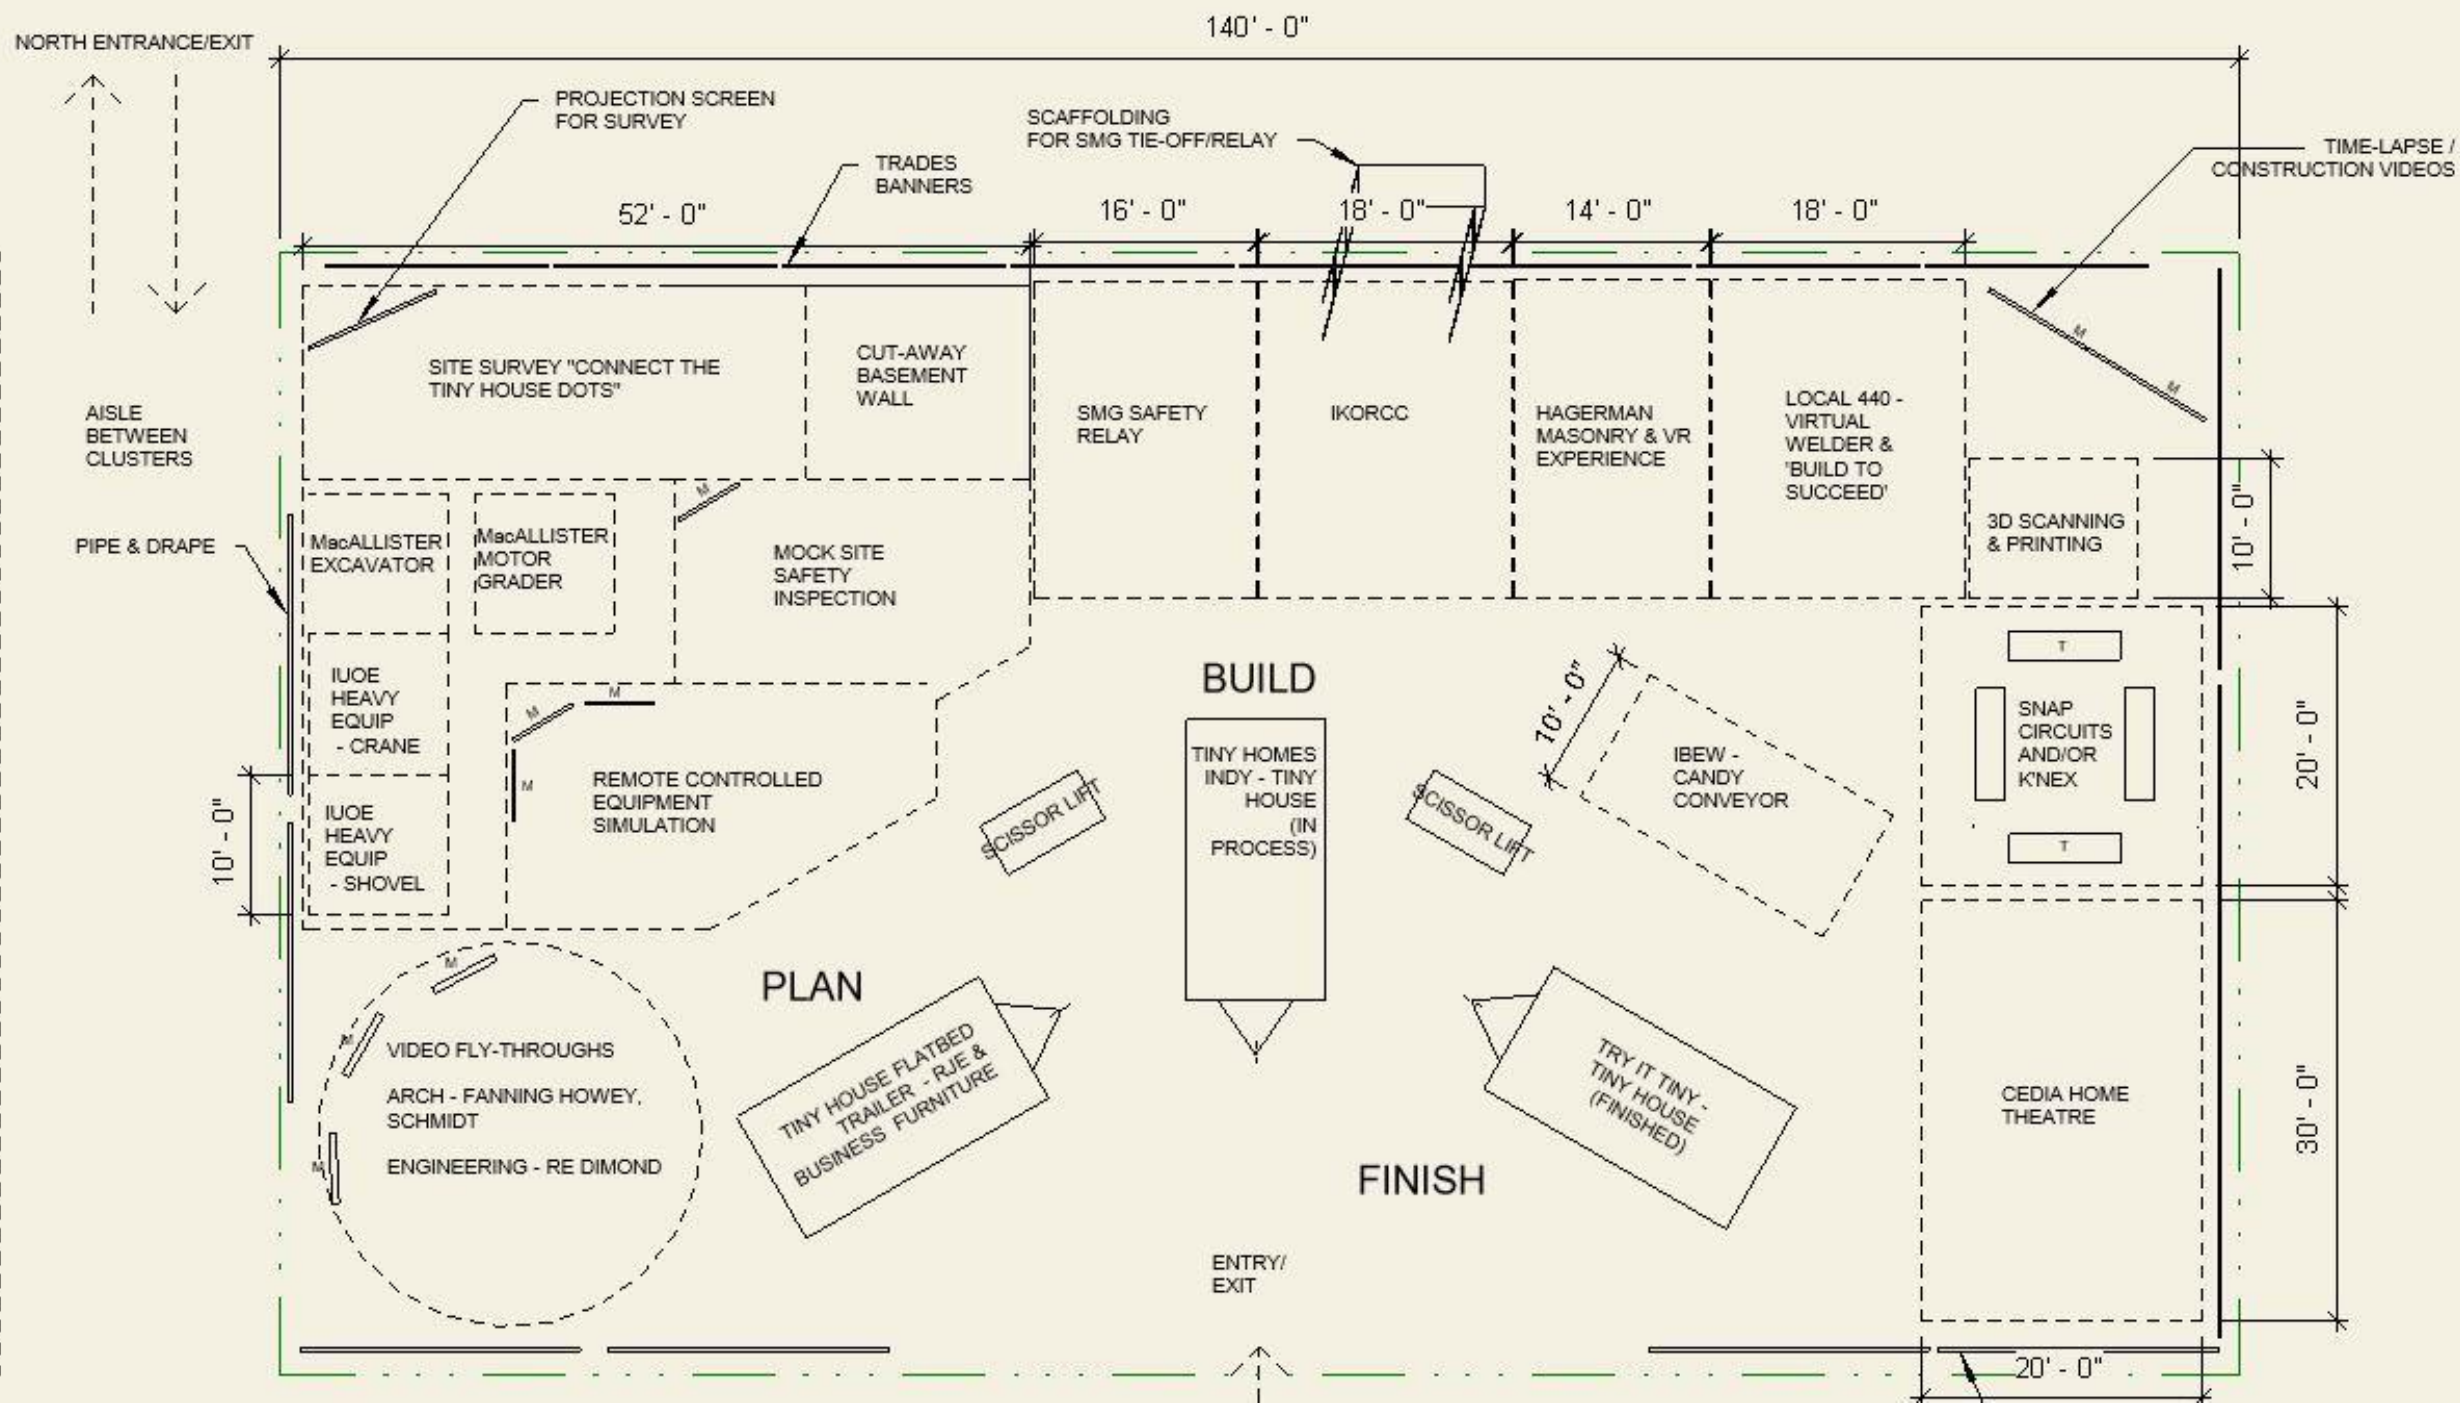 140' - 0"
NORTH ENTRANCE/EXIT
PROJECTION SCREEN
FOR SURVEY
SCAFFOLDING
FOR SMG TIE-OFF/RELAY
TIME-LAPSE /
CONSTRUCTION VIDEOS
TRADES
BANNERS
52' - 0"
16' - 0"
18' - 0"
14' - 0"
18' - 0"
M
M
SITE SURVEY "CONNECT THE
TINY HOUSE DOTS"
CUT-AWAY
BASEMENT
WALL
SMG SAFETY
RELAY
IKORCC
HAGERMAN
MASONRY & VR
EXPERIENCE
LOCAL 440 -
VIRTUAL
WELDER &
'BUILD TO
SUCCEED'
3D SCANNING
& PRINTING
10' - 0"
AISLE
BETWEEN
CLUSTERS
PIPE & DRAPE
MacALLISTER
EXCAVATOR
MacALLISTER
MOTOR
GRADER
M
MOCK SITE
SAFETY
INSPECTION
IUOE
HEAVY
EQUIP
- CRANE
IUOE
HEAVY
EQUIP
- SHOVEL
10' - 0"
M
M
M
REMOTE CONTROLLED
EQUIPMENT
SIMULATION
BUILD
SCISSOR LIFT
TINY HOMES
INDY - TINY
HOUSE
(IN
PROCESS)
SCISSOR LIFT
10' - 0"
IBEW -
CANDY
CONVEYOR
T
SNAP
CIRCUITS
AND/OR
K'NEX
T
20' - 0"
PLAN
M
M
M
VIDEO FLY-THROUGHS
ARCH - FANNING HOWEY,
SCHMIDT
ENGINEERING - RE DIMOND
TINY HOUSE FLATBED
TRAILER - RJE &
BUSINESS FURNITURE
TRY IT TINY -
TINY HOUSE
(FINISHED)
FINISH
CEDIA HOME
THEATRE
30' - 0"
ENTRY/
EXIT
20' - 0"